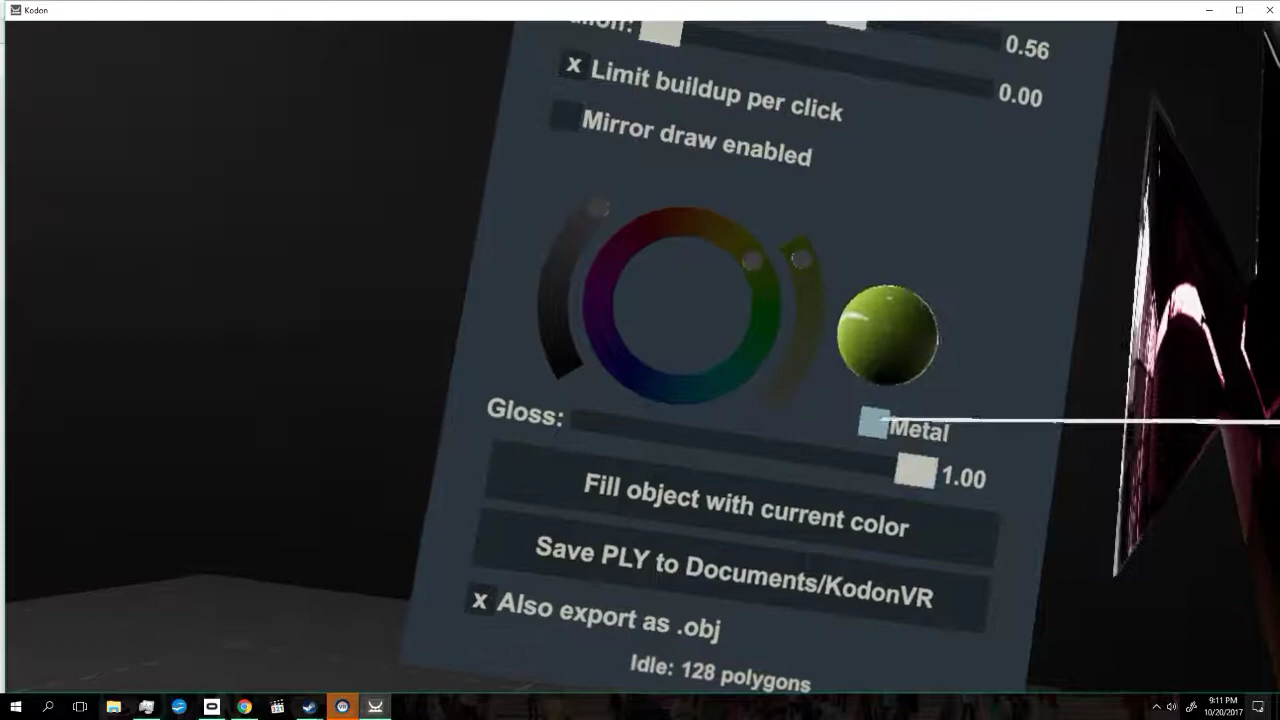 Kodon
0.56
0.00
x Limit buildup per click
Mirror draw enabled
Metal
Gloss:
1.00
Fill object with current color
Save PLY to Documents/KodonVR
x Also export as .obj
Idle: 128 polygons
9:11 PM
10/20/2017